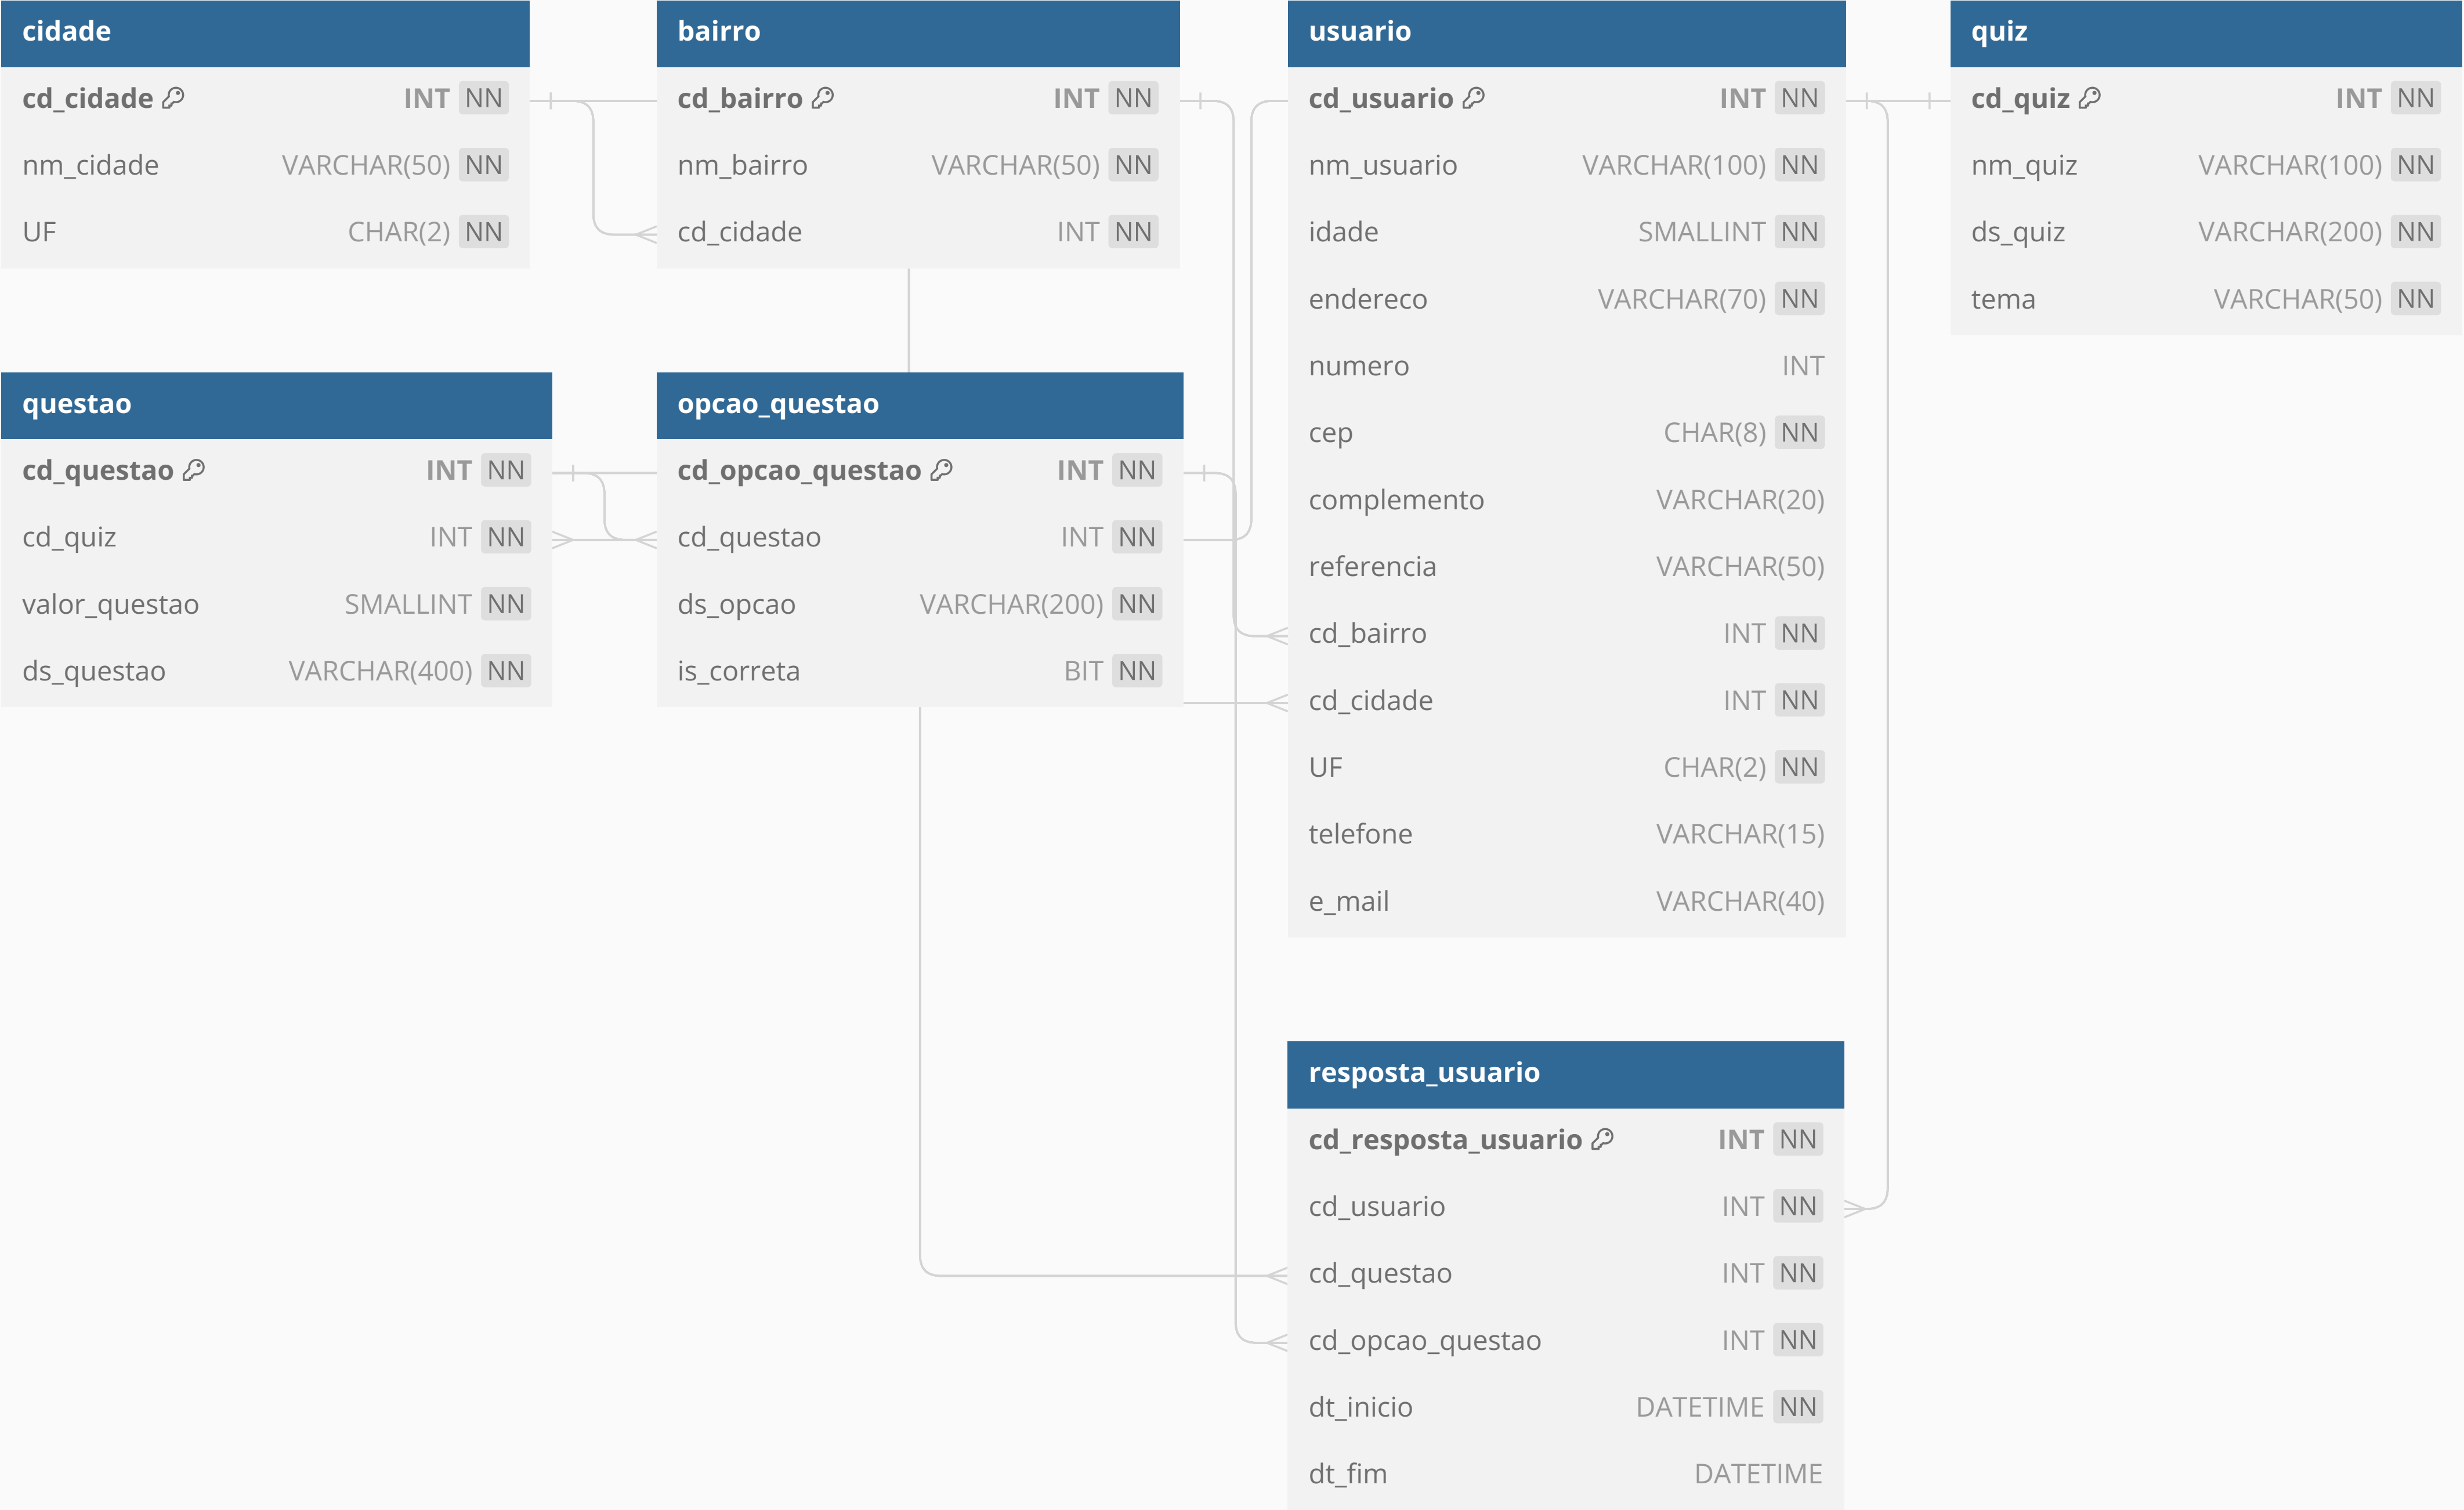 cidade
cd_cidade INT NN
nm_cidade VARCHAR(50) NN
UF CHAR(2) NN
bairro
cd_bairro INT NN
nm_bairro VARCHAR(50) NN
cd_cidade INT NN
usuario
cd_usuario INT NN
nm_usuario VARCHAR(100) NN
idade SMALLINT NN
endereco VARCHAR(70) NN
numero INT
cep CHAR(8) NN
complemento VARCHAR(20)
referencia VARCHAR(50)
cd_bairro INT NN
cd_cidade INT NN
UF CHAR(2) NN
telefone VARCHAR(15)
e_mail VARCHAR(40)
quiz
cd_quiz INT NN
nm_quiz VARCHAR(100) NN
ds_quiz VARCHAR(200) NN
tema VARCHAR(50) NN
questao
cd_questao INT NN
cd_quiz INT NN
valor_questao SMALLINT NN
ds_questao VARCHAR(400) NN
opcao_questao
cd_opcao_questao INT NN
cd_questao INT NN
ds_opcao VARCHAR(200) NN
is_correta BIT NN
resposta_usuario
cd_resposta_usuario INT NN
cd_usuario INT NN
cd_questao INT NN
cd_opcao_questao INT NN
dt_inicio DATETIME NN
dt_fim DATETIME